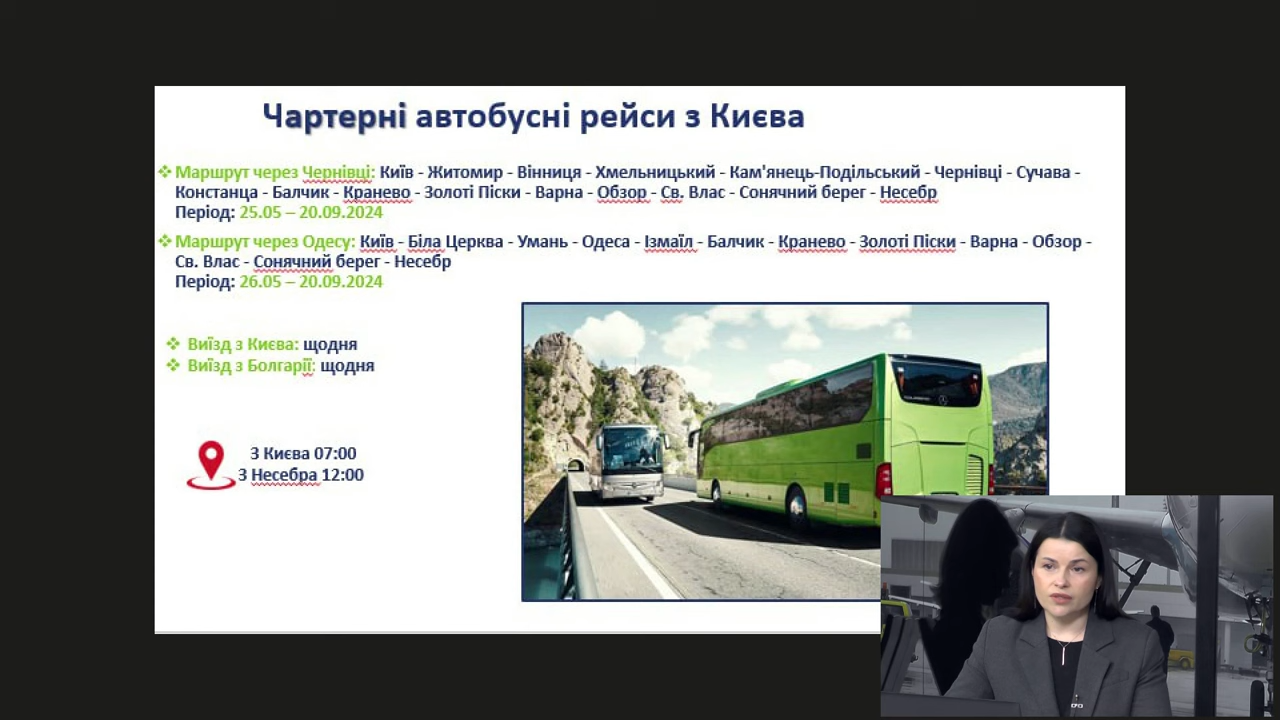 Чартерні автобусні рейси з Києва
Маршрут через Чернівці: Київ - Житомир - Вінниця - Хмельницький - Кам'янець-Подільський - Чернівці - Сучава -
Констанца - Балчик - Кранево - Золоті Піски - Варна - Обзор - Св. Влас - Сонячний берег - Несебр
Період: 25.05 – 20.09.2024
Маршрут через Одесу: Київ - Біла Церква - Умань - Одеса - Ізмаїл - Балчик - Кранево - Золоті Піски - Варна - Обзор -
Св. Влас - Сонячний берег - Несебр
Період: 26.05 – 20.09.2024
Виїзд з Києва: щодня
Виїзд з Болгарії: щодня
З Києва 07:00
З Несебра 12:00